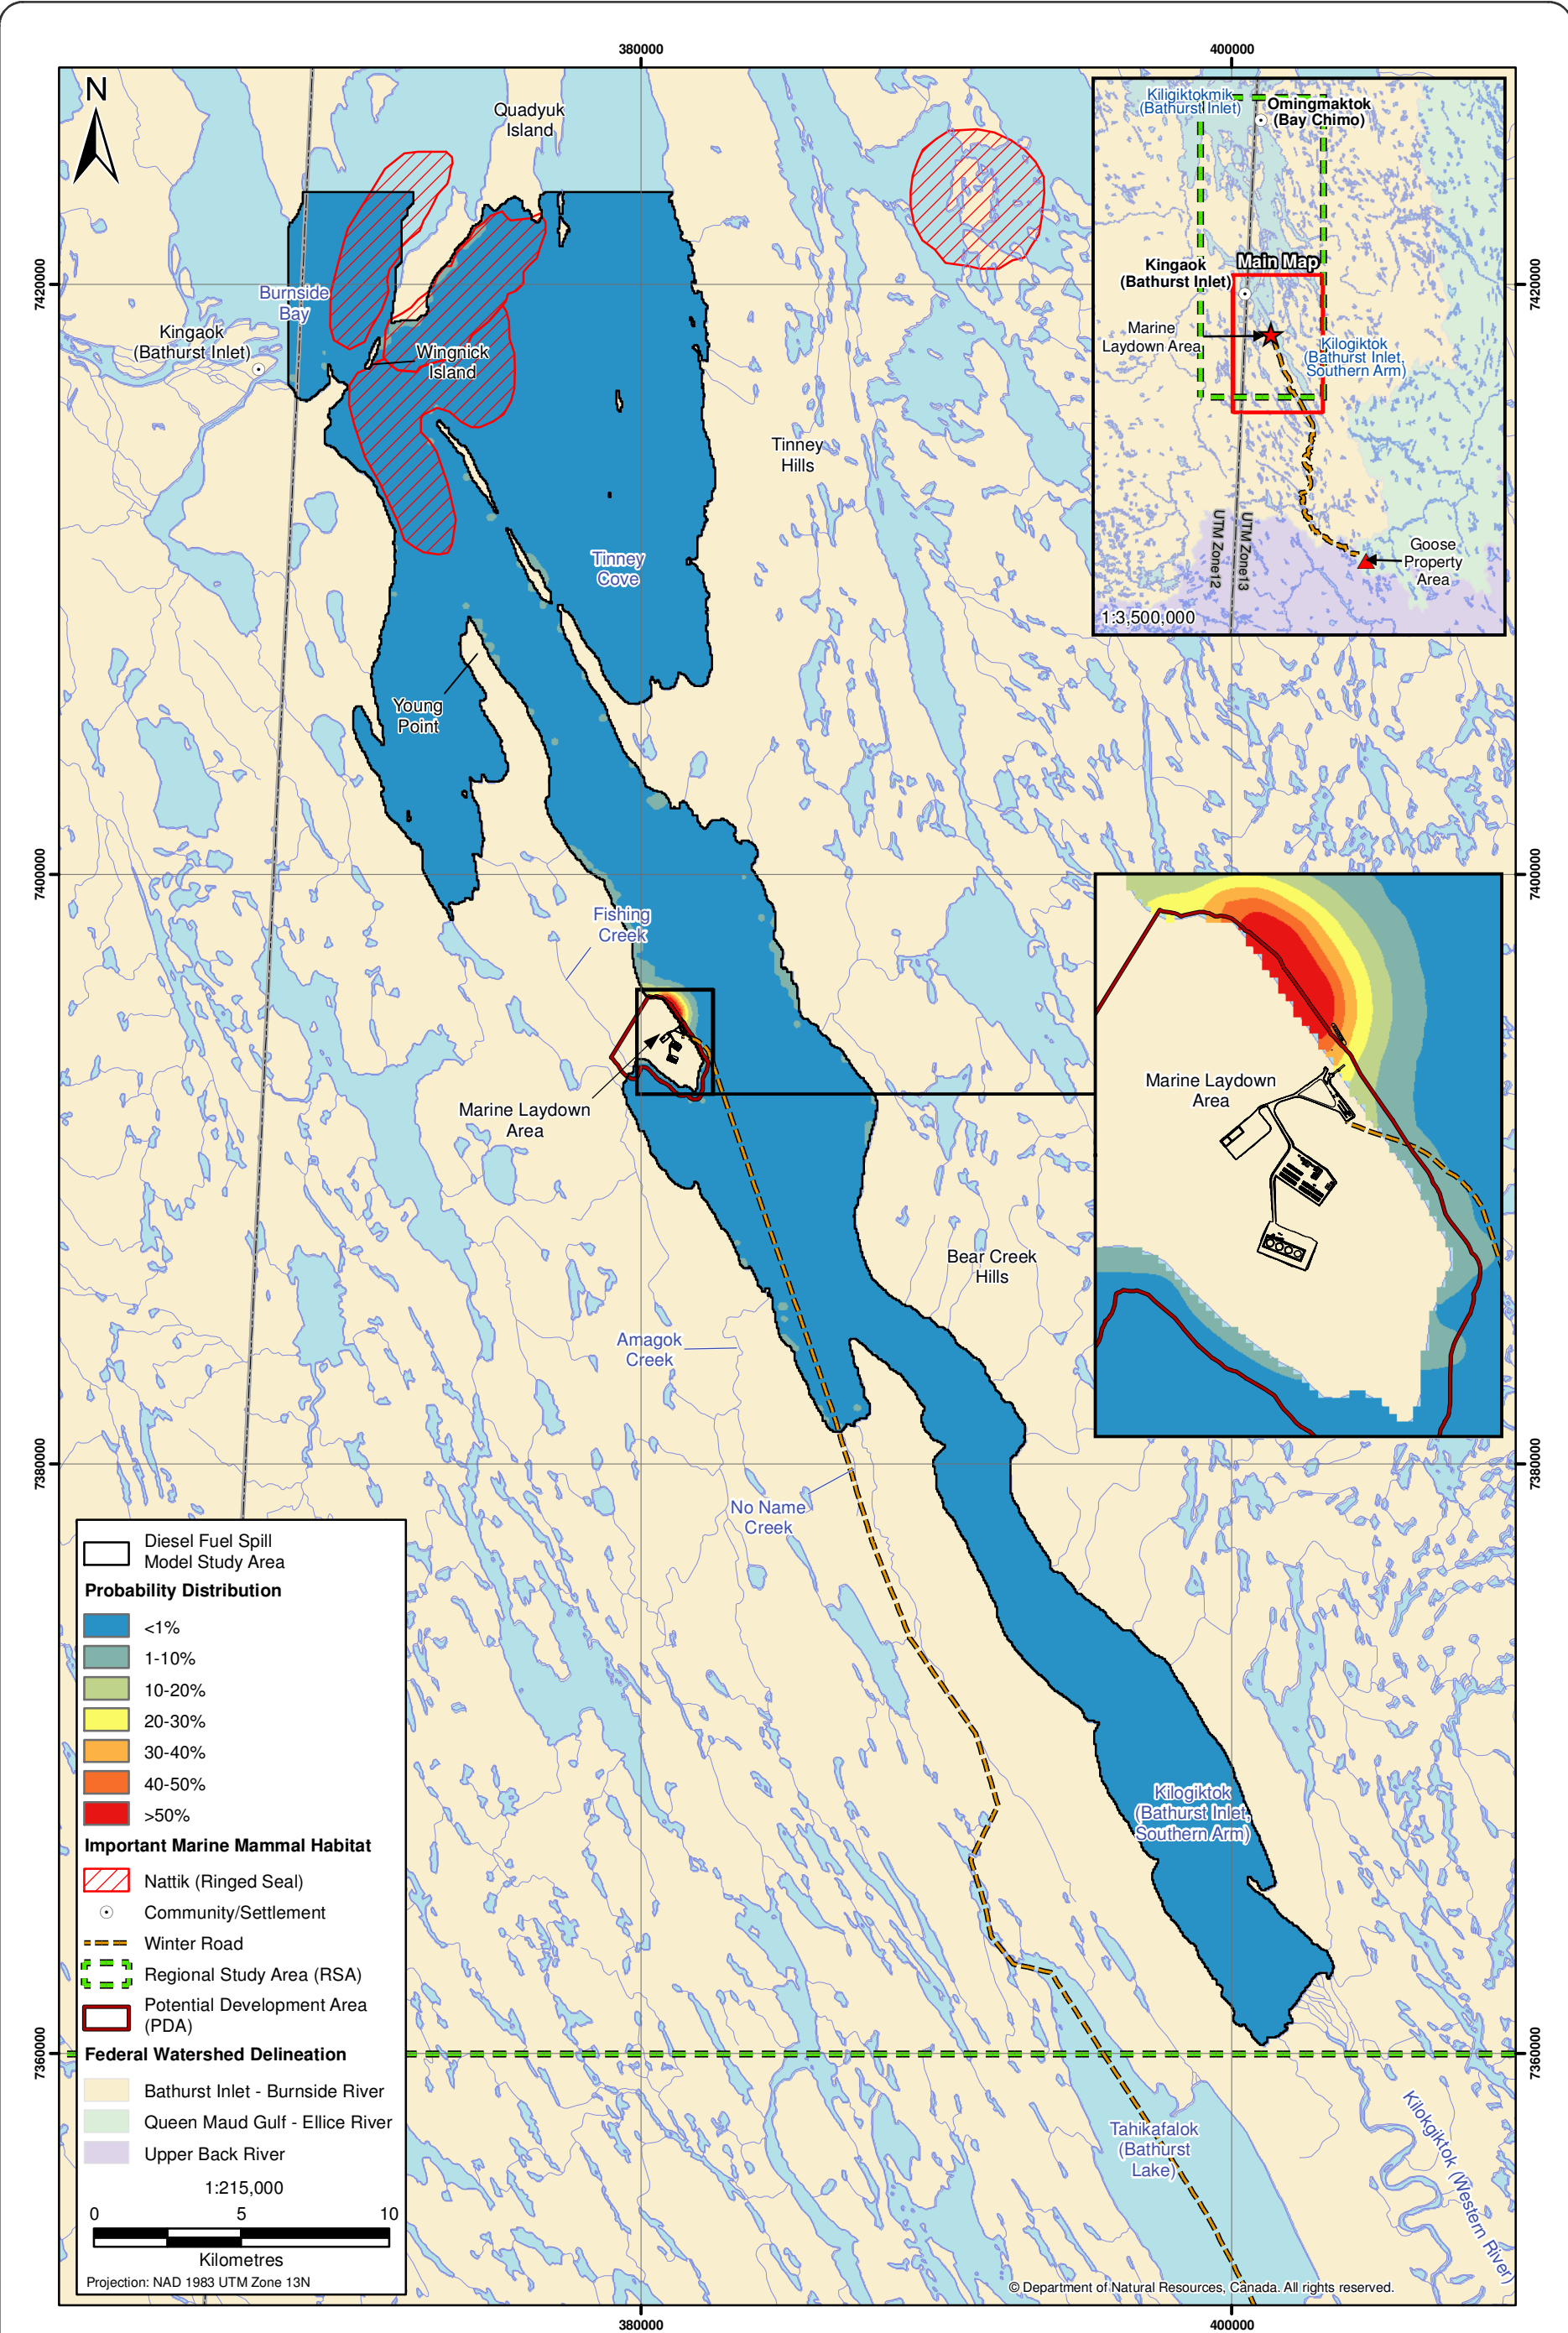 380000
400000
N
Quadyuk
Island
Kiligiktokmik
(Bathurst Inlet)
Omingmaktok
(Bay Chimo)
Main Map
Kingaok
(Bathurst Inlet)
Marine
Laydown Area
Kilogiktok
(Bathurst Inlet,
Southern Arm)
UTM Zone12
UTM Zone13
Goose
Property
Area
1:3,500,000
7420000
7420000
Burnside
Bay
Kingaok
(Bathurst Inlet)
Wingnick
Island
Tinney
Hills
Tinney
Cove
Young
Point
7400000
7400000
Fishing
Creek
Marine Laydown
Area
Marine Laydown
Area
Bear Creek
Hills
Amagok
Creek
7380000
7380000
No Name
Creek
Kilogiktok
(Bathurst Inlet,
Southern Arm)
7360000
7360000
Tahikafalok
(Bathurst
Lake)
Kilokgiktok (Western River)
Diesel Fuel Spill
Model Study Area
Probability Distribution
<1%
1-10%
10-20%
20-30%
30-40%
40-50%
>50%
Important Marine Mammal Habitat
Nattik (Ringed Seal)
Community/Settlement
Winter Road
Regional Study Area (RSA)
Potential Development Area
(PDA)
Federal Watershed Delineation
Bathurst Inlet - Burnside River
Queen Maud Gulf - Ellice River
Upper Back River
1:215,000
0 5 10
Kilometres
Projection: NAD 1983 UTM Zone 13N
© Department of Natural Resources, Canada. All rights reserved.
380000
400000